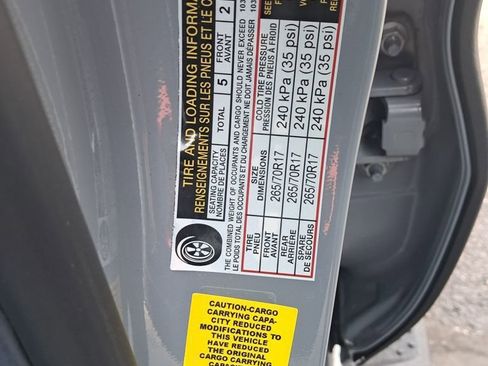 TIRE AND LOADING INFORMA
RENSEIGNEMENTS SUR LES PNEUS ET LE C
SEATING CAPACITY
NOMBRE DE PLACES
TOTAL 5
FRONT
AVANT
2
THE COMBINED WEIGHT OF OCCUPANTS AND CARGO SHOULD NEVER EXCEED 103
LE POIDS TOTAL DES OCCUPANTS ET DU CHARGEMENT NE DOIT JAMAIS DÉPASSER 103
TIRE
PNEU
SIZE
DIMENSIONS
COLD TIRE PRESSURE
PRESSION DES PNEUS À FROID
SEE
FRONT
AVANT
265/70R17
240 kPa (35 psi)
REAR
ARRIÈRE
265/70R17
240 kPa (35 psi)
SPARE
DE SECOURS
265/70R17
240 kPa (35 psi)
CAUTION-CARGO
CARRYING CAPA-
CITY REDUCED
MODIFICATIONS TO
THIS VEHICLE
HAVE REDUCED
THE ORIGINAL
CARGO CARRYING